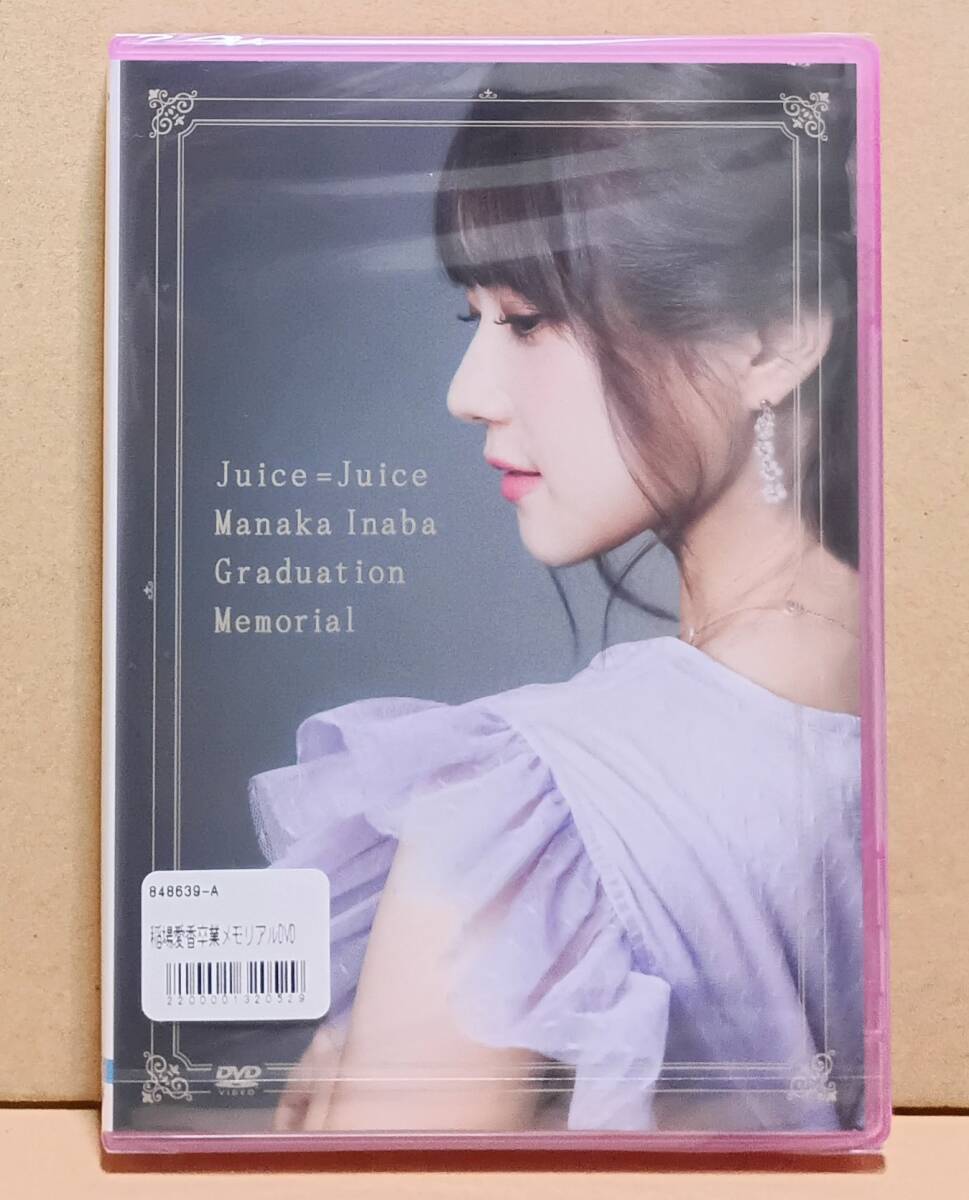 Juice=Juice
Manaka Inaba
Graduation
Memorial
848639-A
稲場愛香卒業メモリアルDVD
2200001320529
DVD
VIDEO